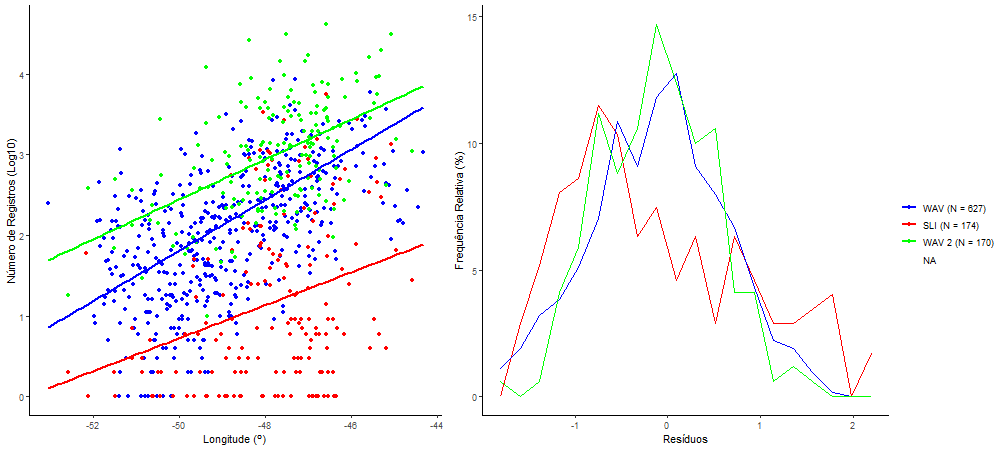 Número de Registros (Log10)
4
3
2
1
0
-52
-50
-48
-46
-44
Longitude (º)
Frequência Relativa (%)
15
10
5
0
-1
0
1
2
Resíduos
WAV (N = 627)
SLI (N = 174)
WAV 2 (N = 170)
NA